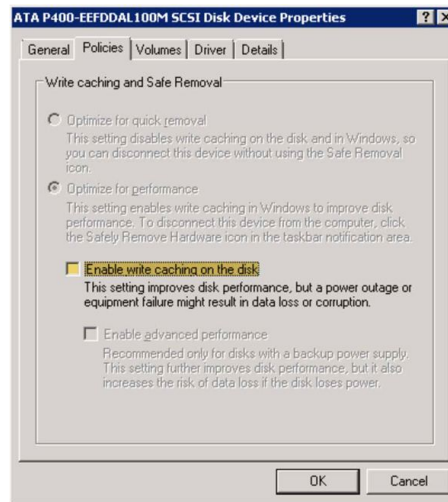 ATA P400-EEFDDAL100M SCSI Disk Device Properties
General Policies Volumes Driver Details
Write caching and Safe Removal
Optimize for quick removal
This setting disables write caching on the disk and in Windows, so
you can disconnect this device without using the Safe Removal
icon.
Optimize for performance
This setting enables write caching in Windows to improve disk
performance. To disconnect this device from the computer, click
the Safely Remove Hardware icon in the taskbar notification area.
Enable write caching on the disk
This setting improves disk performance, but a power outage or
equipment failure might result in data loss or corruption.
Enable advanced performance
Recommended only for disks with a backup power supply.
This setting further improves disk performance, but it also
increases the risk of data loss if the disk loses power.
OK Cancel